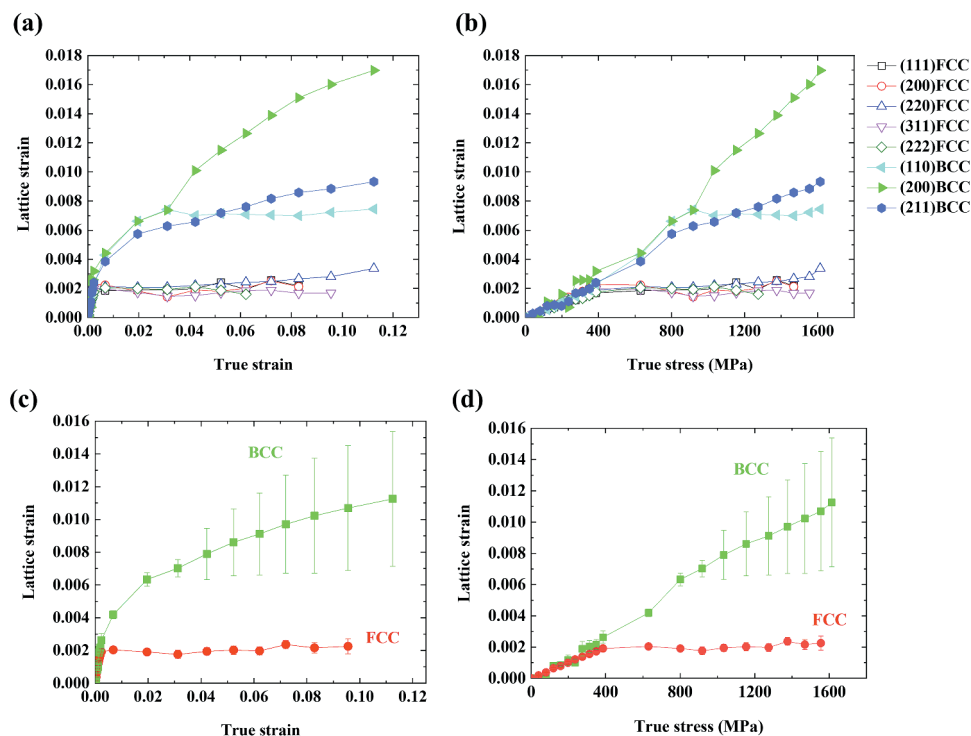 (a)
0.018
0.016
0.014
0.012
0.010
0.008
0.006
0.004
0.002
0.000
Lattice strain
0.00 0.02 0.04 0.06 0.08 0.10 0.12
True strain
(b)
0.018
0.016
0.014
0.012
0.010
0.008
0.006
0.004
0.002
0.000
Lattice strain
0 400 800 1200 1600
True stress (MPa)
(111)FCC
(200)FCC
(220)FCC
(311)FCC
(222)FCC
(110)BCC
(200)BCC
(211)BCC
(c)
0.016
0.014
0.012
0.010
0.008
0.006
0.004
0.002
0.000
Lattice strain
BCC
FCC
0.00 0.02 0.04 0.06 0.08 0.10 0.12
True strain
(d)
0.016
0.014
0.012
0.010
0.008
0.006
0.004
0.002
0.000
Lattice strain
BCC
FCC
0 400 800 1200 1600
True stress (MPa)